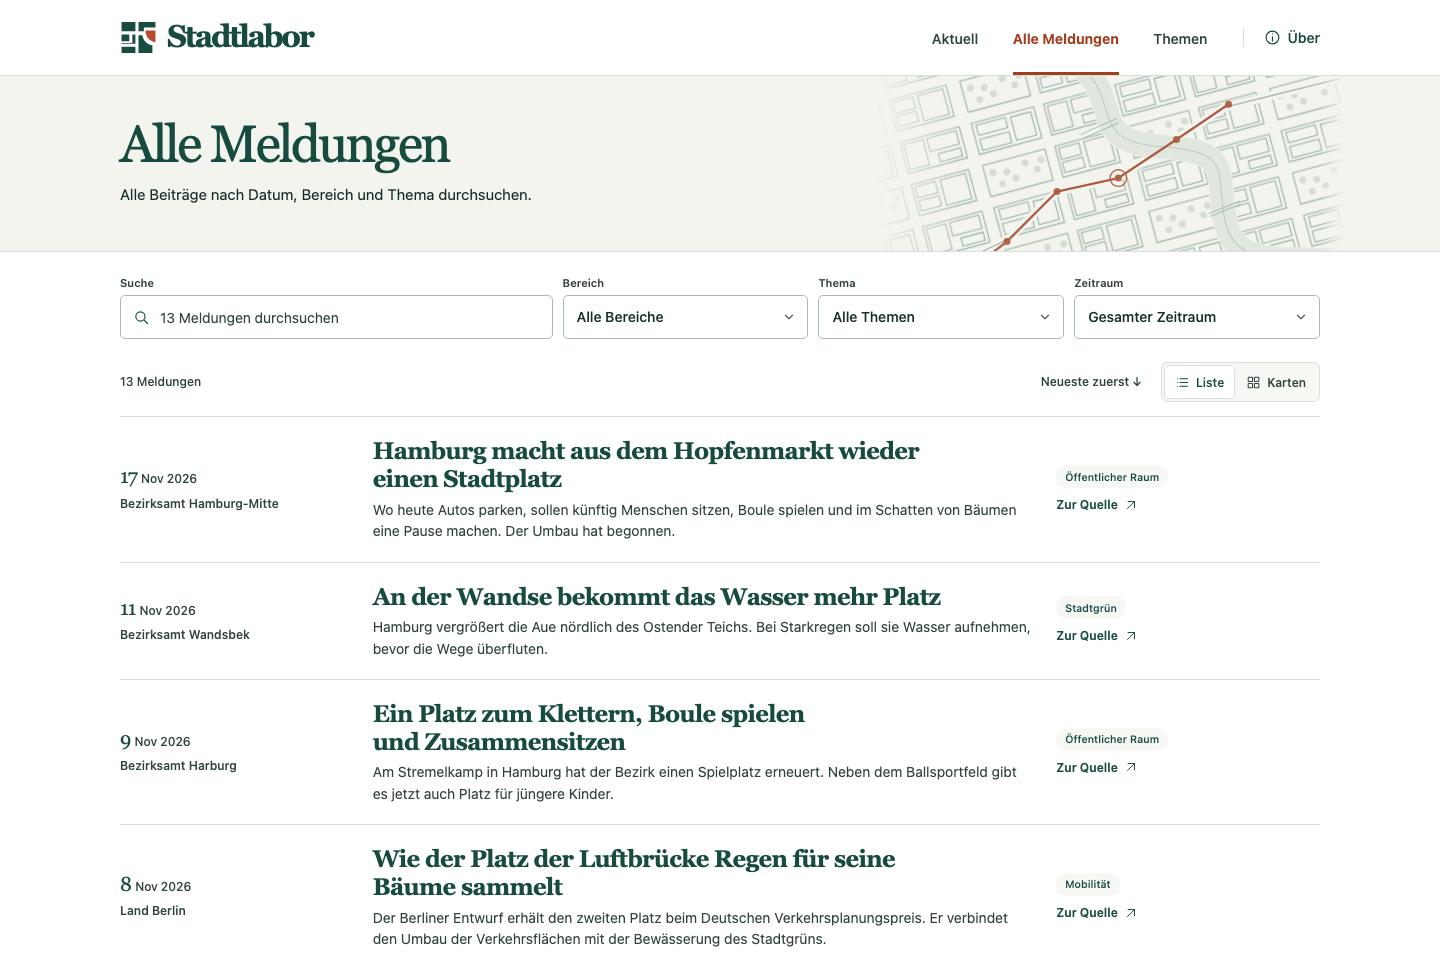 Stadtlabor
Aktuell
Alle Meldungen
Themen
Über
Alle Meldungen
Alle Beiträge nach Datum, Bereich und Thema durchsuchen.
Suche
13 Meldungen durchsuchen
Bereich
Alle Bereiche
Thema
Alle Themen
Zeitraum
Gesamter Zeitraum
13 Meldungen
Neueste zuerst ↓
Liste
Karten
17 Nov 2026
Bezirksamt Hamburg-Mitte
Hamburg macht aus dem Hopfenmarkt wieder
einen Stadtplatz
Wo heute Autos parken, sollen künftig Menschen sitzen, Boule spielen und im Schatten von Bäumen
eine Pause machen. Der Umbau hat begonnen.
Öffentlicher Raum
Zur Quelle
11 Nov 2026
Bezirksamt Wandsbek
An der Wandse bekommt das Wasser mehr Platz
Hamburg vergrößert die Aue nördlich des Ostender Teichs. Bei Starkregen soll sie Wasser aufnehmen,
bevor die Wege überfluten.
Stadtgrün
Zur Quelle
9 Nov 2026
Bezirksamt Harburg
Ein Platz zum Klettern, Boule spielen
und Zusammensitzen
Am Stremelkamp in Hamburg hat der Bezirk einen Spielplatz erneuert. Neben dem Ballsportfeld gibt
es jetzt auch Platz für jüngere Kinder.
Öffentlicher Raum
Zur Quelle
8 Nov 2026
Land Berlin
Wie der Platz der Luftbrücke Regen für seine
Bäume sammelt
Der Berliner Entwurf erhält den zweiten Platz beim Deutschen Verkehrsplanungspreis. Er verbindet
den Umbau der Verkehrsflächen mit der Bewässerung des Stadtgrüns.
Mobilität
Zur Quelle